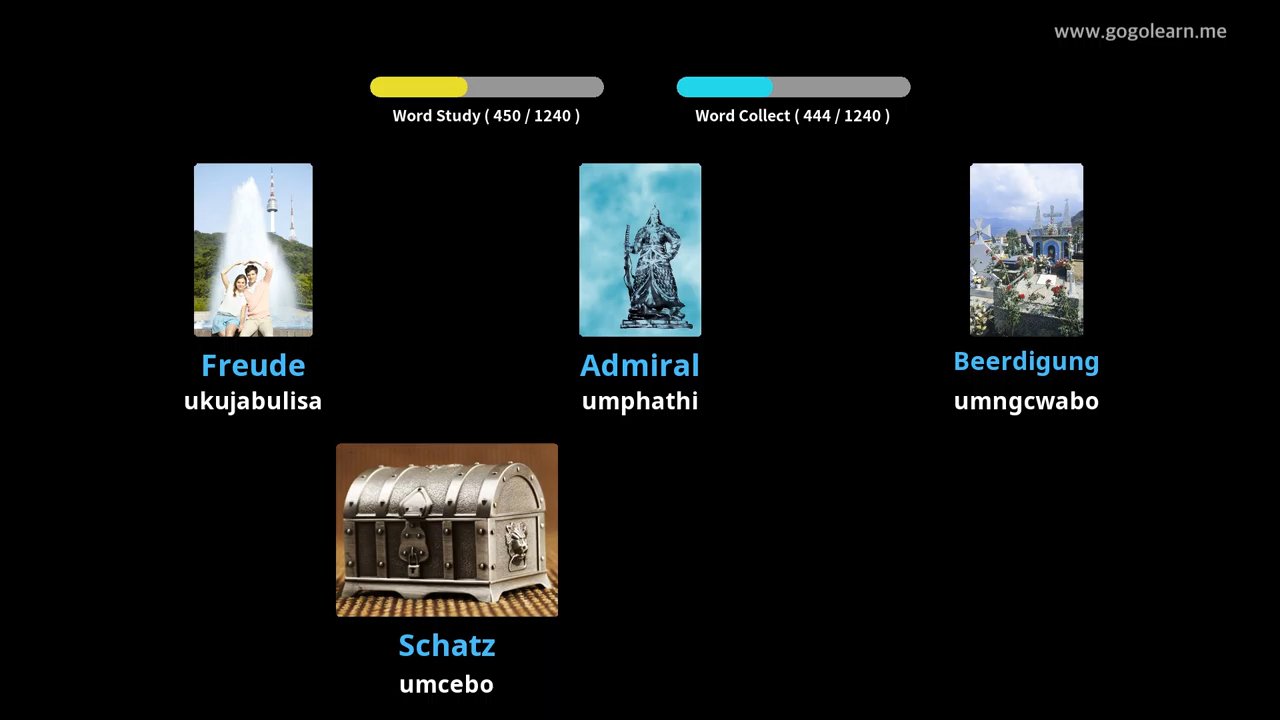 www.gogolearn.me
Word Study ( 450 / 1240 )
Word Collect ( 444 / 1240 )
Freude
ukujabulisa
Admiral
umphathi
Beerdigung
umngcwabo
Schatz
umcebo